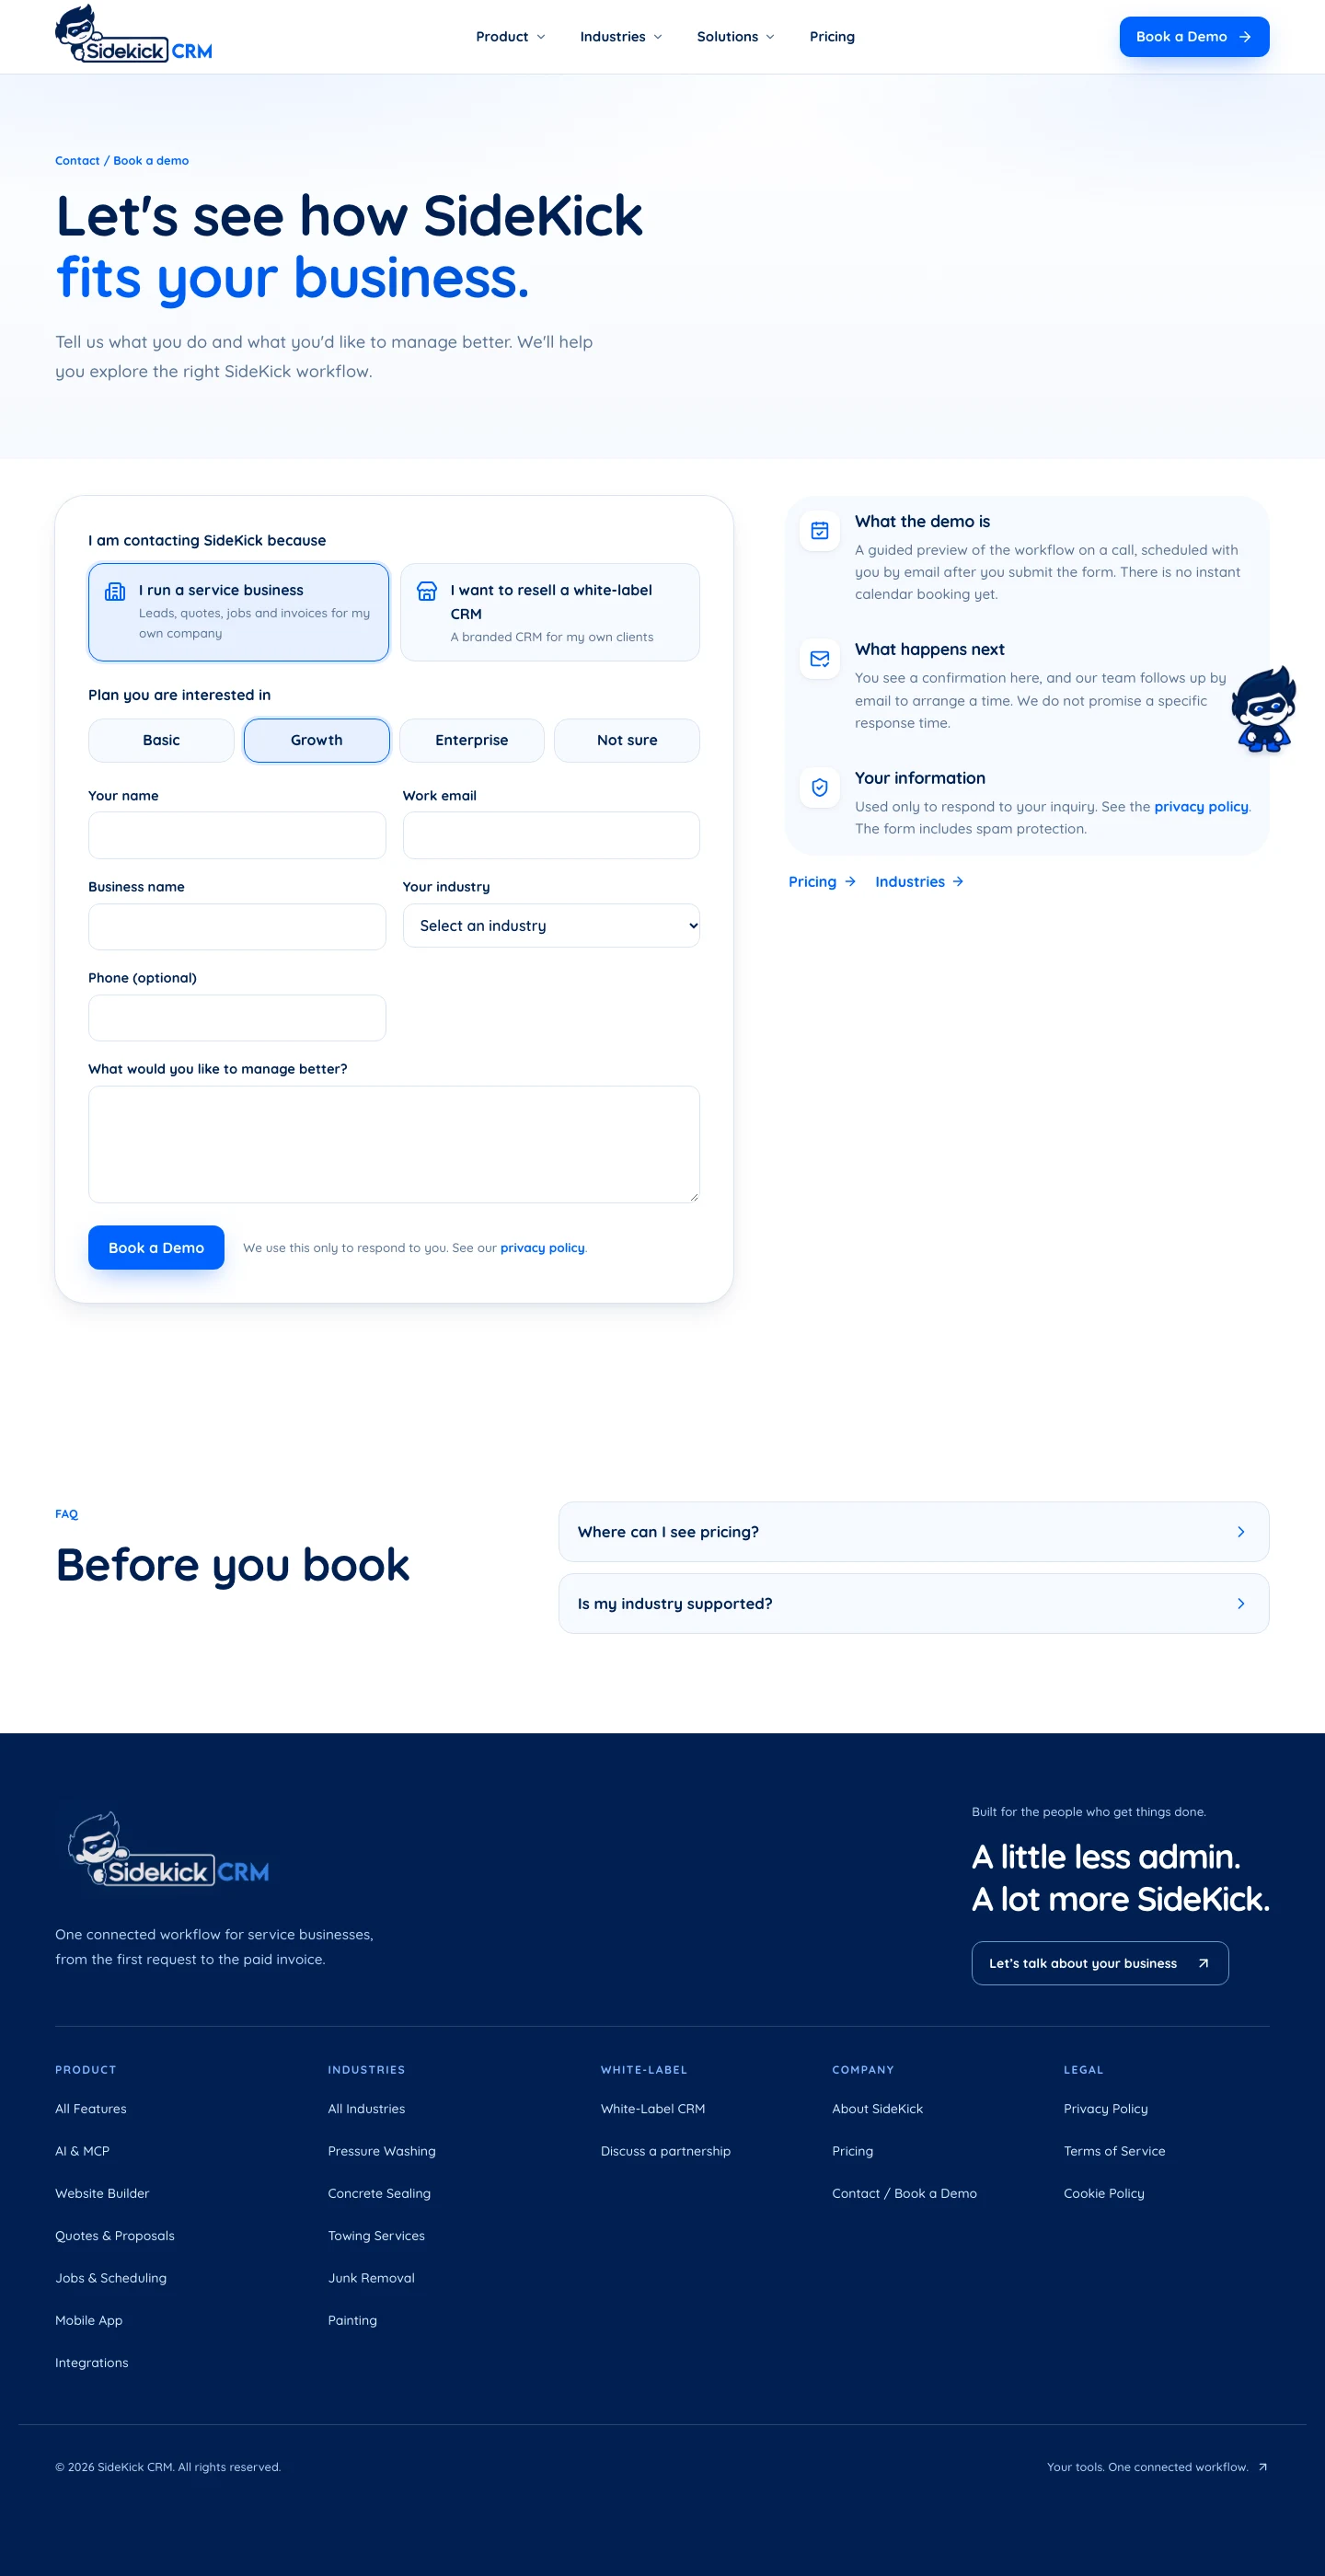 Sidekick CRM
Product
Industries
Solutions
Pricing
Book a Demo
Contact / Book a demo
Let's see how SideKick
fits your business.
Tell us what you do and what you'd like to manage better. We'll help
you explore the right SideKick workflow.
I am contacting SideKick because
I run a service business
Leads, quotes, jobs and invoices for my
own company
I want to resell a white-label
CRM
A branded CRM for my own clients
Plan you are interested in
Basic
Growth
Enterprise
Not sure
Your name
Work email
Business name
Your industry
Select an industry
Phone (optional)
What would you like to manage better?
Book a Demo
We use this only to respond to you. See our privacy policy.
What the demo is
A guided preview of the workflow on a call, scheduled with
you by email after you submit the form. There is no instant
calendar booking yet.
What happens next
You see a confirmation here, and our team follows up by
email to arrange a time. We do not promise a specific
response time.
Your information
Used only to respond to your inquiry. See the privacy policy.
The form includes spam protection.
Pricing
Industries
FAQ
Before you book
Where can I see pricing?
Is my industry supported?
Sidekick CRM
One connected workflow for service businesses,
from the first request to the paid invoice.
Built for the people who get things done.
A little less admin.
A lot more SideKick.
Let’s talk about your business
PRODUCT
All Features
AI & MCP
Website Builder
Quotes & Proposals
Jobs & Scheduling
Mobile App
Integrations
INDUSTRIES
All Industries
Pressure Washing
Concrete Sealing
Towing Services
Junk Removal
Painting
WHITE-LABEL
White-Label CRM
Discuss a partnership
COMPANY
About SideKick
Pricing
Contact / Book a Demo
LEGAL
Privacy Policy
Terms of Service
Cookie Policy
© 2026 SideKick CRM. All rights reserved.
Your tools. One connected workflow.